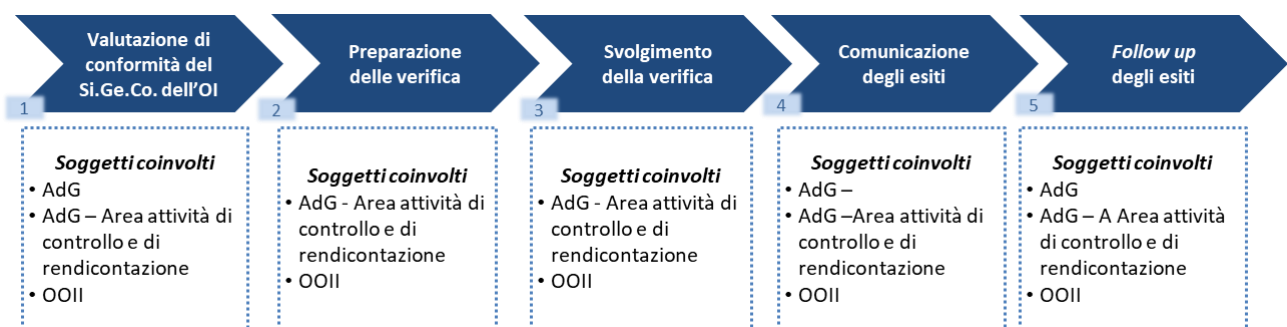 Valutazione di
conformità del
Si.Ge.Co. dell'OI
1
Soggetti coinvolti
• AdG
• AdG – Area attività di
controllo e di
rendicontazione
• OOII
Preparazione
delle verifica
2
Soggetti coinvolti
• AdG - Area attività di
controllo e di
rendicontazione
• OOII
Svolgimento
della verifica
3
Soggetti coinvolti
• AdG - Area attività di
controllo e di
rendicontazione
• OOII
Comunicazione
degli esiti
4
Soggetti coinvolti
• AdG –
• AdG –Area attività di
controllo e di
rendicontazione
• OOII
Follow up
degli esiti
5
Soggetti coinvolti
• AdG
• AdG – A Area attività
di controllo e di
rendicontazione
• OOII